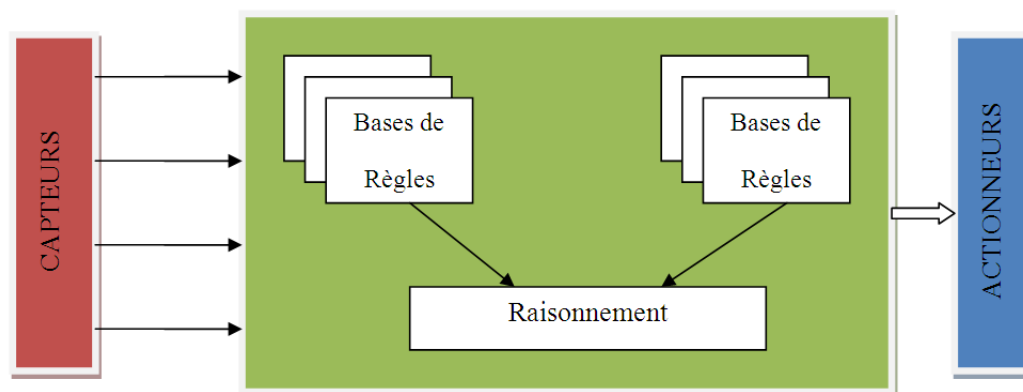 CAPTEURS
Bases de
Règles
Bases de
Règles
Raisonnement
ACTIONNEURS